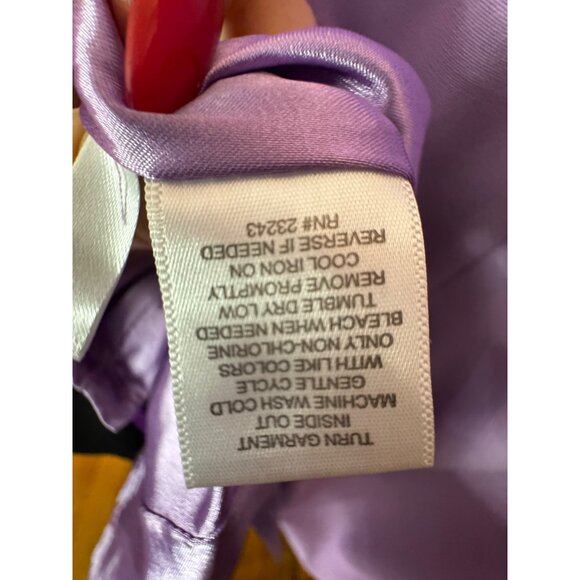 TURN GARMENT
INSIDE OUT
MACHINE WASH COLD
GENTLE CYCLE
WITH LIKE COLORS
ONLY NON-CHLORINE
BLEACH WHEN NEEDED
TUMBLE DRY LOW
REMOVE PROMPTLY
COOL IRON ON
REVERSE IF NEEDED
RN# 23243